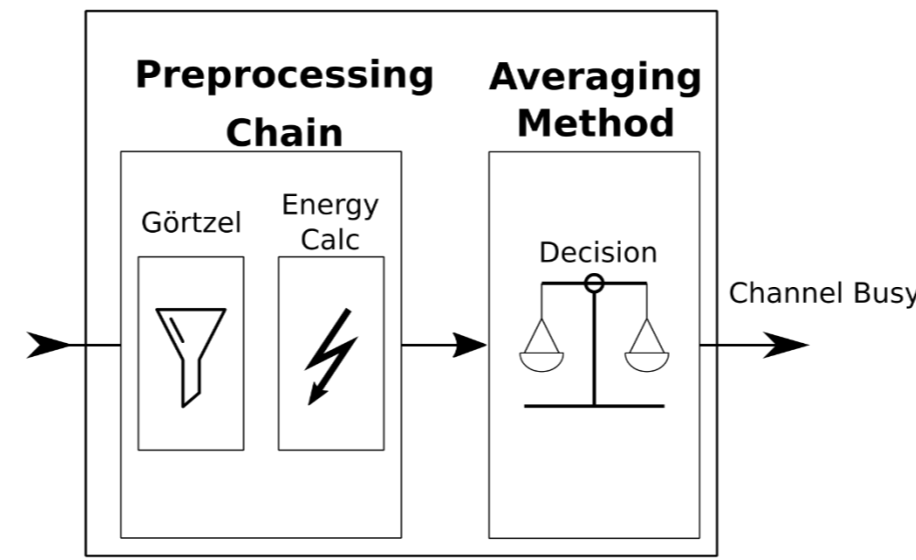 Preprocessing
Chain
Averaging
Method
Görtzel
Energy
Calc
Decision
Channel Busy